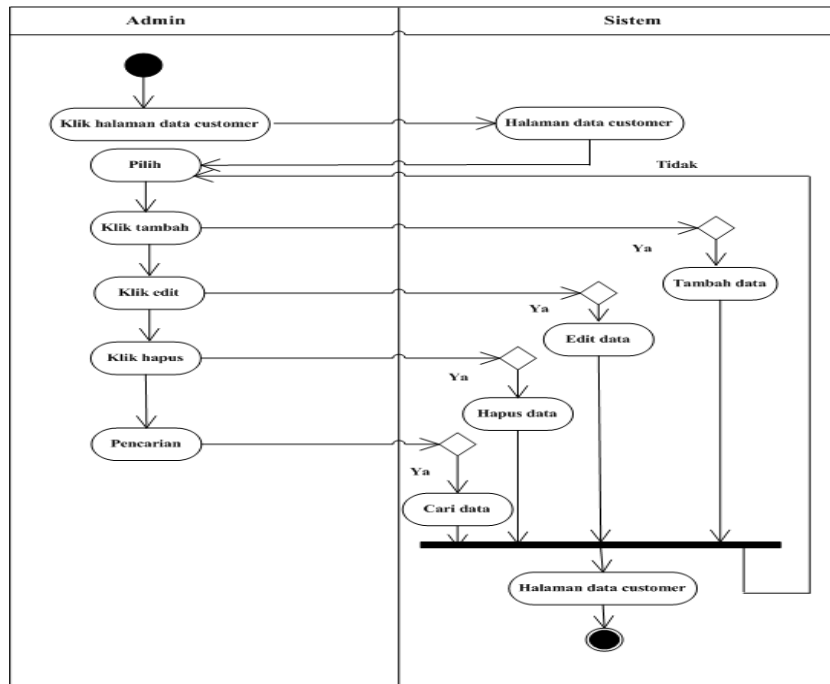 Admin
Sistem
Klik halaman data customer
Halaman data customer
Pilih
Tidak
Klik tambah
Ya
Tambah data
Klik edit
Ya
Edit data
Klik hapus
Ya
Hapus data
Pencarian
Ya
Cari data
Halaman data customer